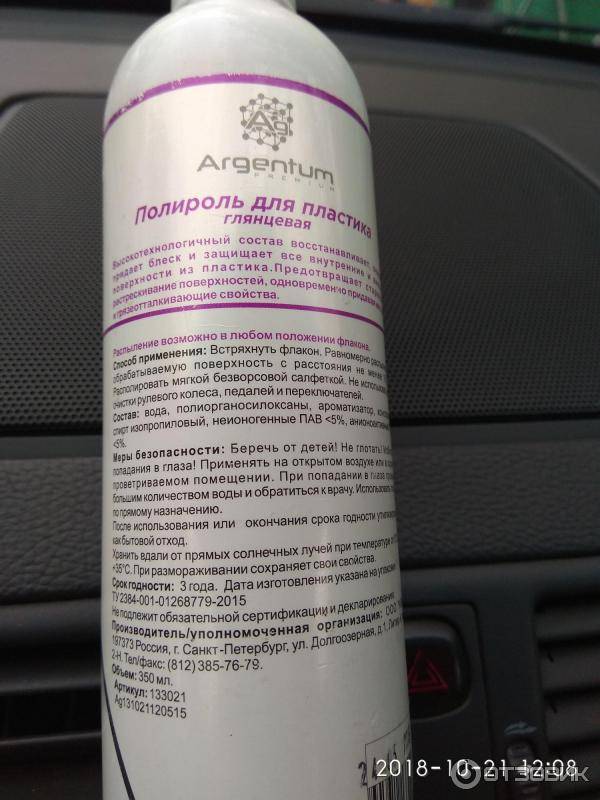 Ag
Argentum
PREMIUM
Полироль для пластика
глянцевая
Высокотехнологичный состав восстанавливает,
придает блеск и защищает все внутренние и
поверхности из пластика. Предотвращает
растрескивание поверхностей, одновременно придавая
и грязеотталкивающие свойства.
Распыление возможно в любом положении флакона.
Способ применения: Встряхнуть флакон. Равномерно
обрабатываемую поверхность с расстояния не менее
Располировать мягкой безворсовой салфеткой. Не
очистки рулевого колеса, педалей и переключателей.
Состав: вода, полиорганосилоксаны, ароматизатор,
спирт изопропиловый, неионогенные ПАВ <5%,
<5%.
Меры безопасности: Беречь от детей! Не глотать!
попадания в глаза! Применять на открытом воздухе или в
проветриваемом помещении. При попадании в глаза
большим количеством воды и обратиться к врачу. Использовать
по прямому назначению.
После использования или окончания срока годности
как бытовой отход.
Хранить вдали от прямых солнечных лучей при температуре от
+35°С. При размораживании сохраняет свои свойства.
Срок годности: 3 года. Дата изготовления указана на
ТУ 2384-001-01268779-2015
Не подлежит обязательной сертификации и декларированию
Производитель/уполномоченная организация: ООО
197373 Россия, г. Санкт-Петербург, ул. Долгоозерная, д.1,
2-Н. Тел/факс: (812) 385-76-79.
Объем: 350 мл.
Артикул: 133021
Ag131021120515
2018-10-21 12:08
ОТЗОВИК